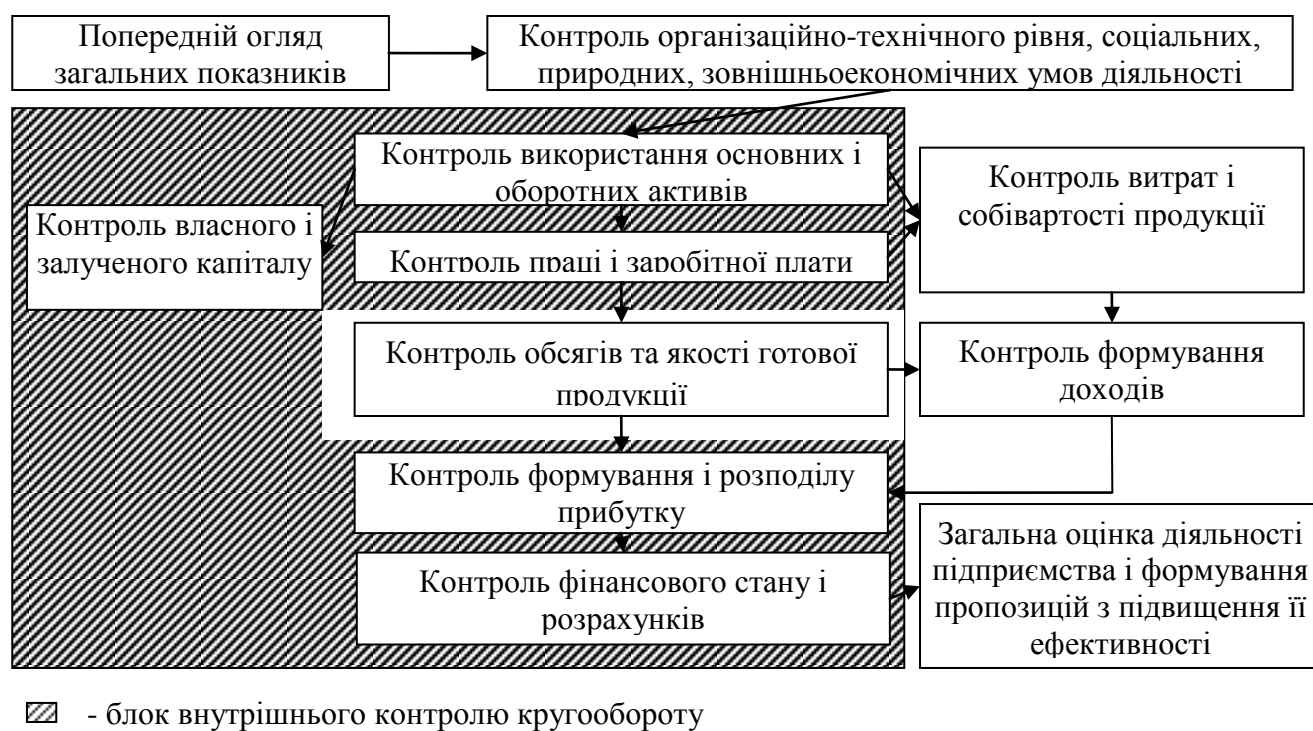 Попередній огляд
загальних показників
Контроль організаційно-технічного рівня, соціальних,
природних, зовнішньоекономічних умов діяльності
Контроль використання основних і
оборотних активів
Контроль витрат і
собівартості продукції
Контроль власного і
залученого капіталу
Контроль праці і заробітної плати
Контроль обсягів та якості готової
продукції
Контроль формування
доходів
Контроль формування і розподілу
прибутку
Загальна оцінка діяльності
підприємства і формування
пропозицій з підвищення її
ефективності
Контроль фінансового стану і
розрахунків
- блок внутрішнього контролю кругообороту